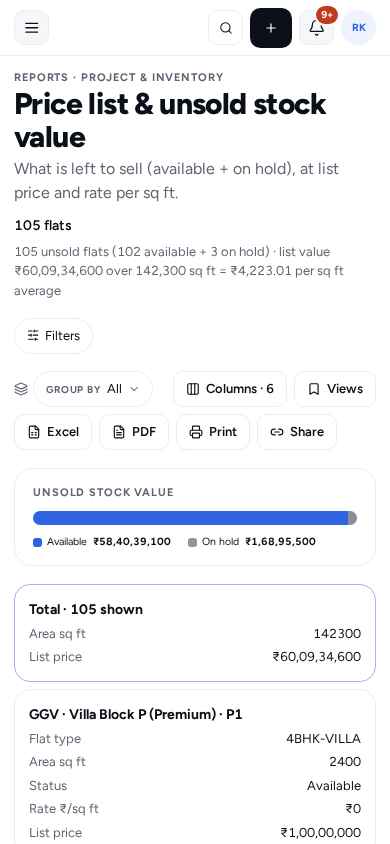 9+
RK
REPORTS · PROJECT & INVENTORY
Price list & unsold stock
value
What is left to sell (available + on hold), at list
price and rate per sq ft.
105 flats
105 unsold flats (102 available + 3 on hold) · list value
₹60,09,34,600 over 142,300 sq ft = ₹4,223.01 per sq ft
average
Filters
GROUP BY All
Columns · 6
Views
Excel
PDF
Print
Share
UNSOLD STOCK VALUE
Available ₹58,40,39,100 On hold ₹1,68,95,500
Total · 105 shown
Area sq ft 142300
List price ₹60,09,34,600
GGV · Villa Block P (Premium) · P1
Flat type 4BHK-VILLA
Area sq ft 2400
Status Available
Rate ₹/sq ft ₹0
List price ₹1,00,00,000